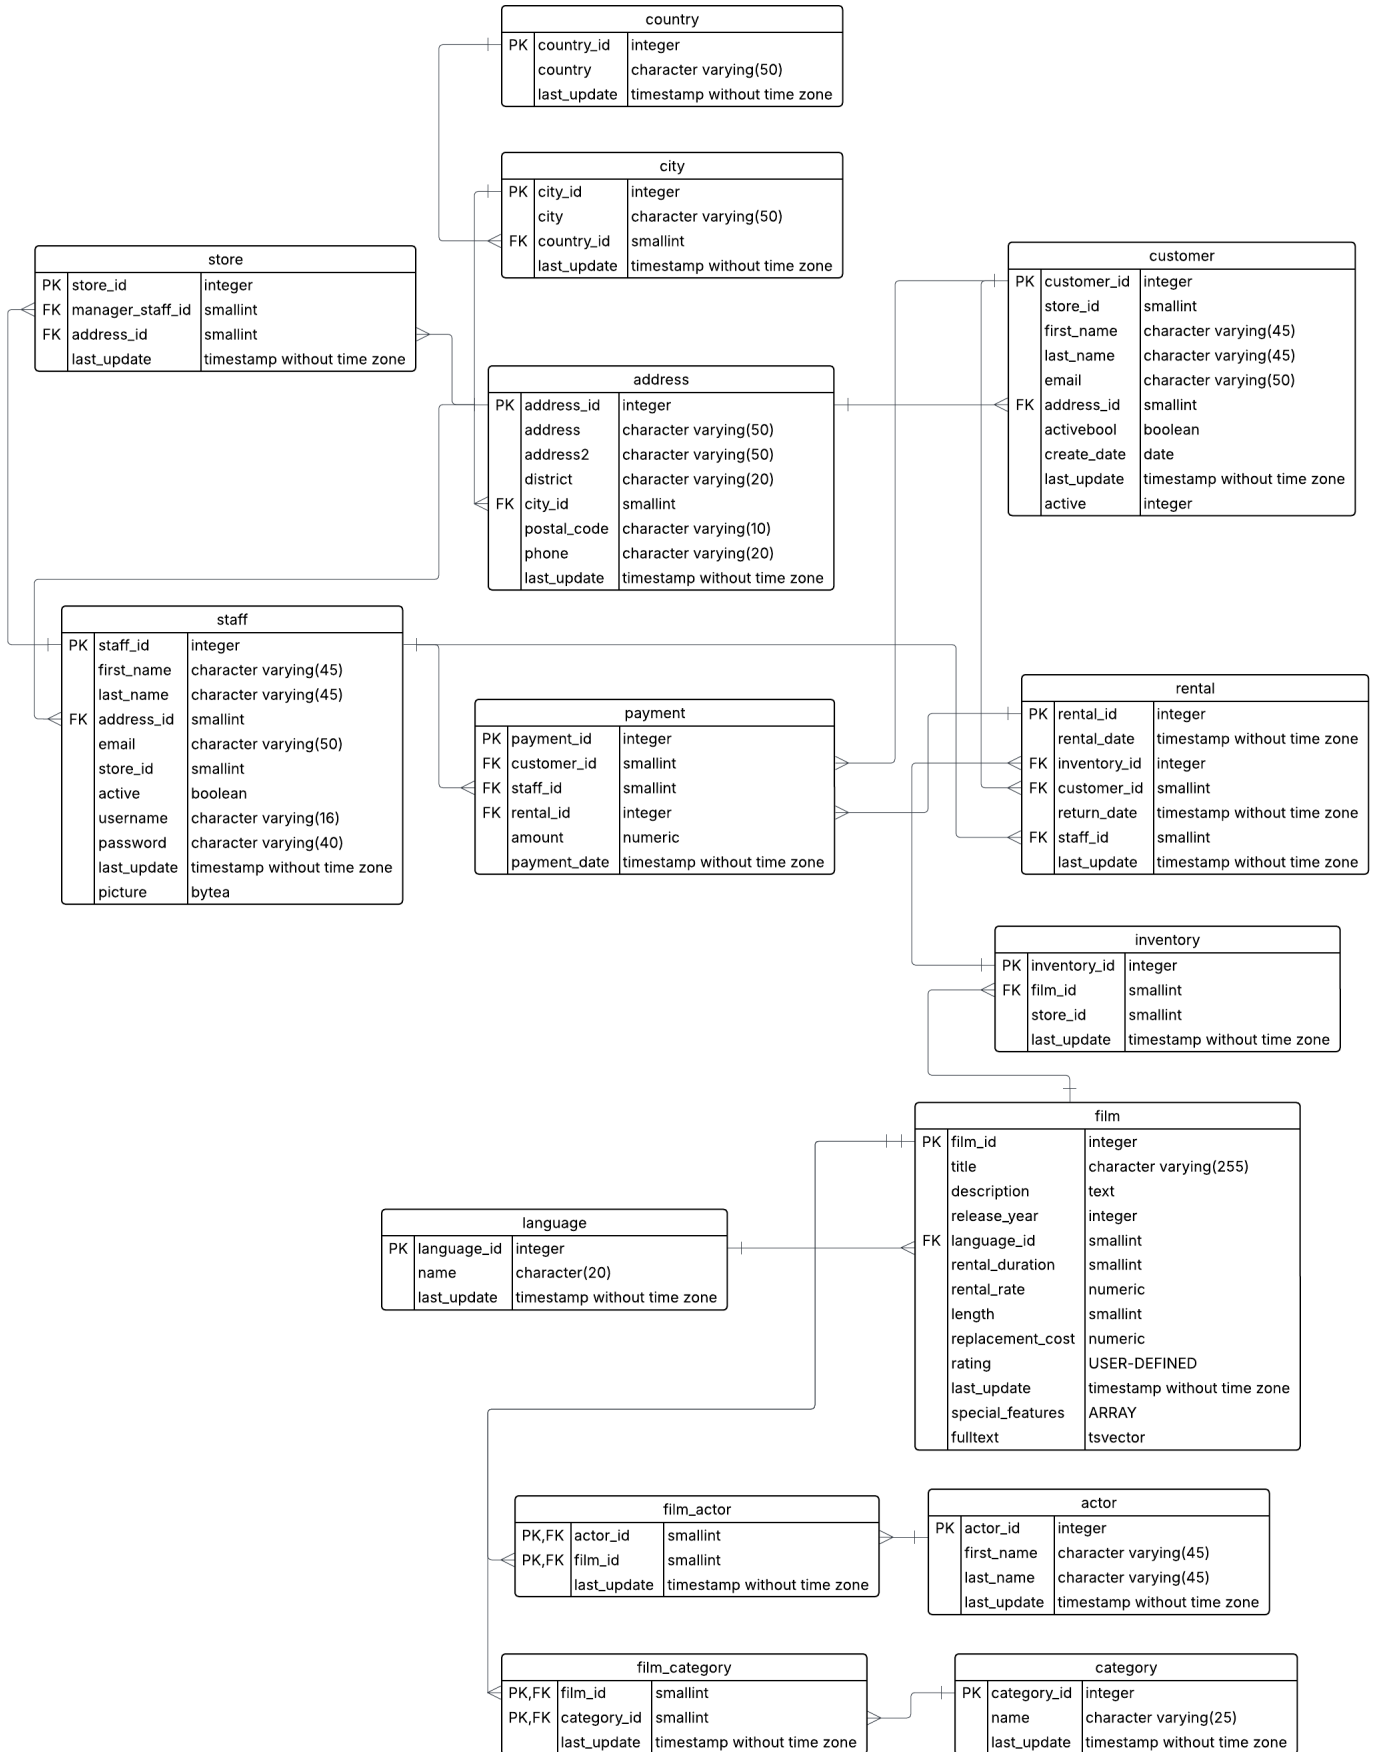 country
PK country_id integer
country character varying(50)
last_update timestamp without time zone
city
PK city_id integer
city character varying(50)
FK country_id smallint
last_update timestamp without time zone
store
PK store_id integer
FK manager_staff_id smallint
FK address_id smallint
last_update timestamp without time zone
customer
PK customer_id integer
store_id smallint
first_name character varying(45)
last_name character varying(45)
email character varying(50)
FK address_id smallint
activebool boolean
create_date date
last_update timestamp without time zone
active integer
address
PK address_id integer
address character varying(50)
address2 character varying(50)
district character varying(20)
FK city_id smallint
postal_code character varying(10)
phone character varying(20)
last_update timestamp without time zone
staff
PK staff_id integer
first_name character varying(45)
last_name character varying(45)
FK address_id smallint
email character varying(50)
store_id smallint
active boolean
username character varying(16)
password character varying(40)
last_update timestamp without time zone
picture bytea
payment
PK payment_id integer
FK customer_id smallint
FK staff_id smallint
FK rental_id integer
amount numeric
payment_date timestamp without time zone
rental
PK rental_id integer
rental_date timestamp without time zone
FK inventory_id integer
FK customer_id smallint
return_date timestamp without time zone
FK staff_id smallint
last_update timestamp without time zone
inventory
PK inventory_id integer
FK film_id smallint
store_id smallint
last_update timestamp without time zone
film
PK film_id integer
title character varying(255)
description text
release_year integer
FK language_id smallint
rental_duration smallint
rental_rate numeric
length smallint
replacement_cost numeric
rating USER-DEFINED
last_update timestamp without time zone
special_features ARRAY
fulltext tsvector
language
PK language_id integer
name character(20)
last_update timestamp without time zone
film_actor
PK,FK actor_id smallint
PK,FK film_id smallint
last_update timestamp without time zone
actor
PK actor_id integer
first_name character varying(45)
last_name character varying(45)
last_update timestamp without time zone
film_category
PK,FK film_id smallint
PK,FK category_id smallint
last_update timestamp without time zone
category
PK category_id integer
name character varying(25)
last_update timestamp without time zone